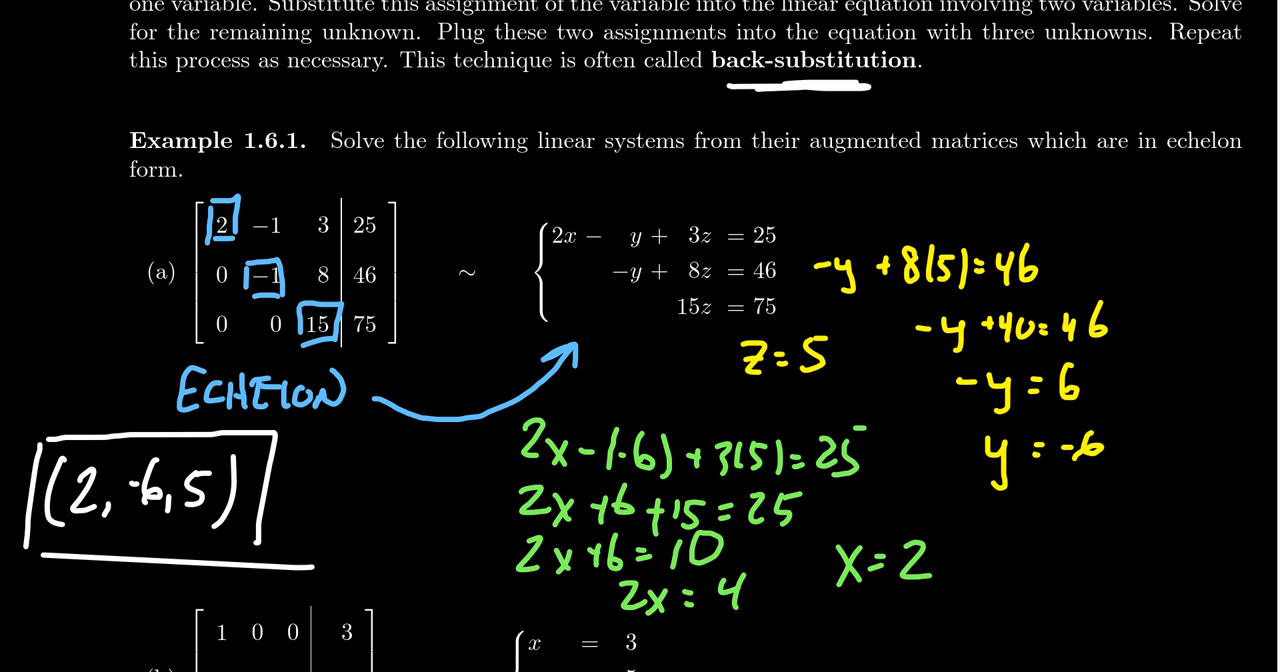 one variable. Substitute this assignment of the variable into the linear equation involving two variables. Solve
for the remaining unknown. Plug these two assignments into the equation with three unknowns. Repeat
this process as necessary. This technique is often called back-substitution.
Example 1.6.1. Solve the following linear systems from their augmented matrices which are in echelon
form.
(a)
2 −1 3 25
0 −1 8 46
0 0 15 75
~
2x − y + 3z = 25
−y + 8z = 46
15z = 75
-y + 8(5) = 46
-y + 40 = 46
-y = 6
y = -6
z = 5
ECHELON
2x - (-6) + 3(5) = 25
2x + 6 + 15 = 25
2x + 6 = 10
2x = 4
x = 2
(2, -6, 5)
1 0 0 3
x = 3